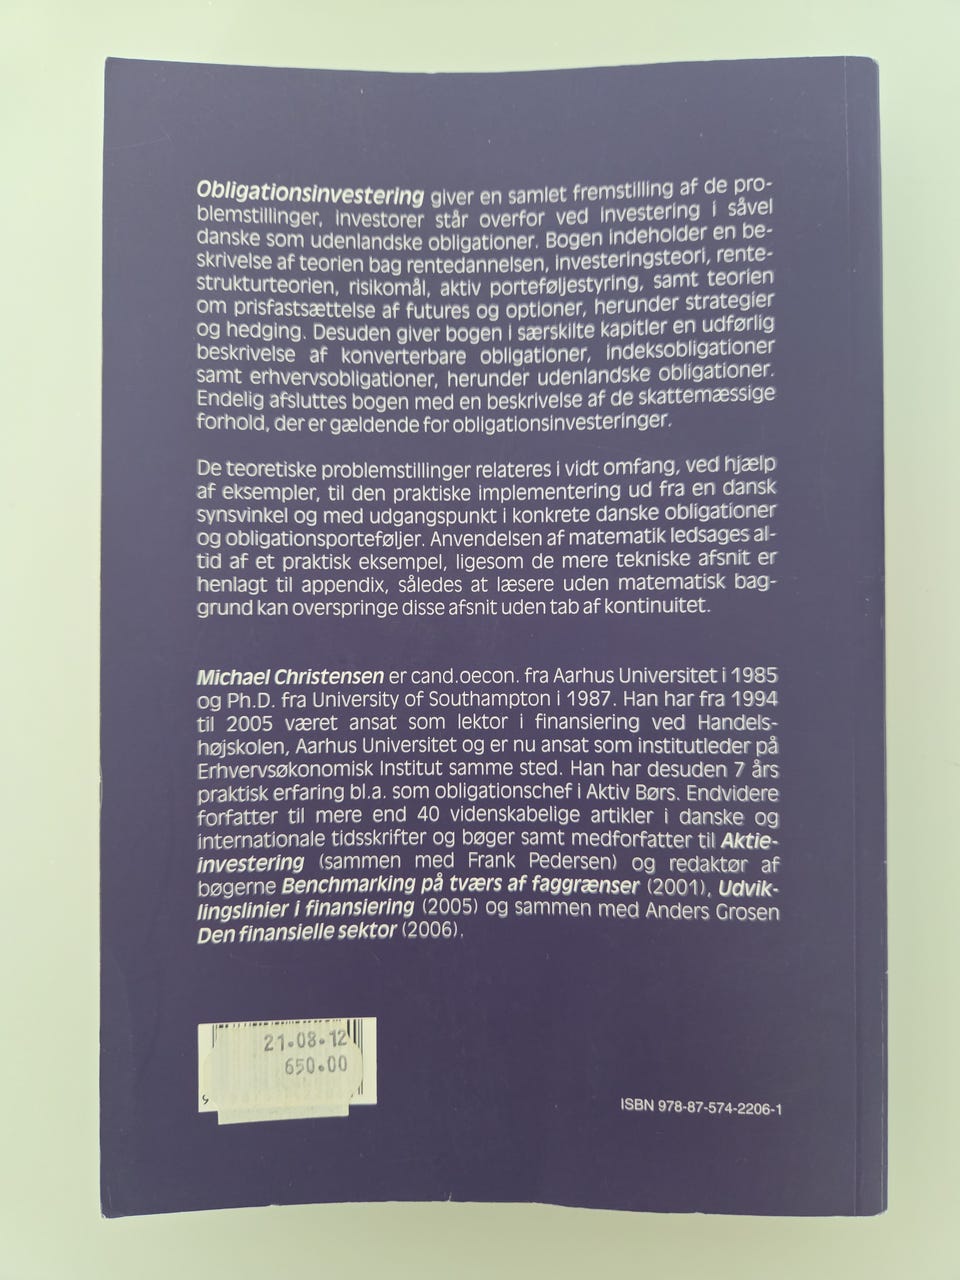 Obligationsinvestering giver en samlet fremstilling af de pro-
blemstillinger, investorer står overfor ved investering i såvel
danske som udenlandske obligationer. Bogen indeholder en be-
skrivelse af teorien bag rentedannelsen, investeringsteori, rente-
strukturteorien, risikomål, aktiv porteføljestyring, samt teorien
om prisfastsættelse af futures og optioner, herunder strategier
og hedging. Desuden giver bogen i særskilte kapitler en udførlig
beskrivelse af konverterbare obligationer, indeksobligationer
samt erhvervsobligationer, herunder udenlandske obligationer.
Endelig afsluttes bogen med en beskrivelse af de skattemæssige
forhold, der er gældende for obligationsinvesteringer.
De teoretiske problemstillinger relateres i vidt omfang, ved hjælp
af eksempler, til den praktiske implementering ud fra en dansk
synsvinkel og med udgangspunkt i konkrete danske obligationer
og obligationsporteføljer. Anvendelsen af matematik ledsages al-
tid af et praktisk eksempel, ligesom de mere tekniske afsnit er
henlagt til appendix, således at læsere uden matematisk bag-
grund kan overspringe disse afsnit uden tab af kontinuitet.
Michael Christensen er cand.oecon. fra Aarhus Universitet i 1985
og Ph.D. fra University of Southampton i 1987. Han har fra 1994
til 2005 været ansat som lektor i finansiering ved Handels-
højskolen, Aarhus Universitet og er nu ansat som institutleder på
Erhvervsøkonomisk Institut samme sted. Han har desuden 7 års
praktisk erfaring bl.a. som obligationschef i Aktiv Børs. Endvidere
forfatter til mere end 40 videnskabelige artikler i danske og
internationale tidsskrifter og bøger samt medforfatter til Aktie-
investering (sammen med Frank Pedersen) og redaktør af
bøgerne Benchmarking på tværs af faggrænser (2001), Udvik-
lingslinier i finansiering (2005) og sammen med Anders Grosen
Den finansielle sektor (2006).
21.08.12
650.00
ISBN 978-87-574-2206-1